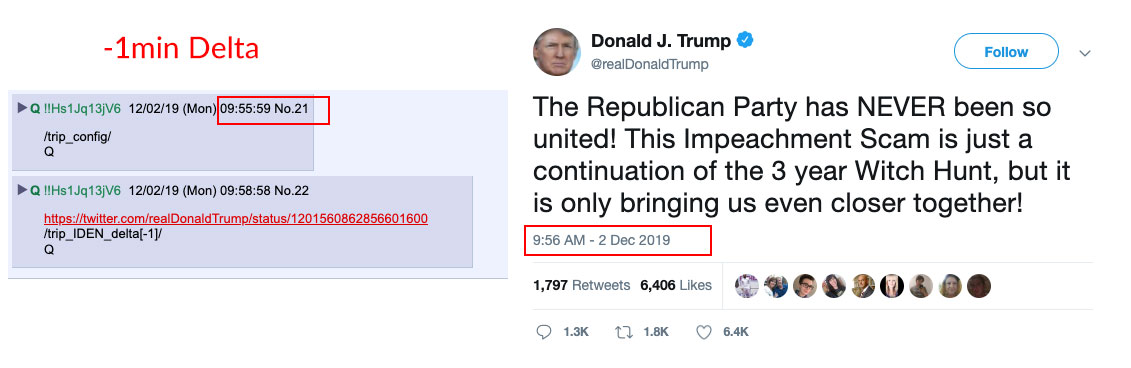 -1min Delta
Q !!Hs1Jq13jV6 12/02/19 (Mon) 09:55:59 No.21
/trip_config/
Q
Q !!Hs1Jq13jV6 12/02/19 (Mon) 09:58:58 No.22
https://twitter.com/realDonaldTrump/status/1201560862856601600
/trip_IDEN_delta[-1]/
Q
Donald J. Trump
@realDonaldTrump
Follow
The Republican Party has NEVER been so
united! This Impeachment Scam is just a
continuation of the 3 year Witch Hunt, but it
is only bringing us even closer together!
9:56 AM - 2 Dec 2019
1,797 Retweets 6,406 Likes
1.3K 1.8K 6.4K